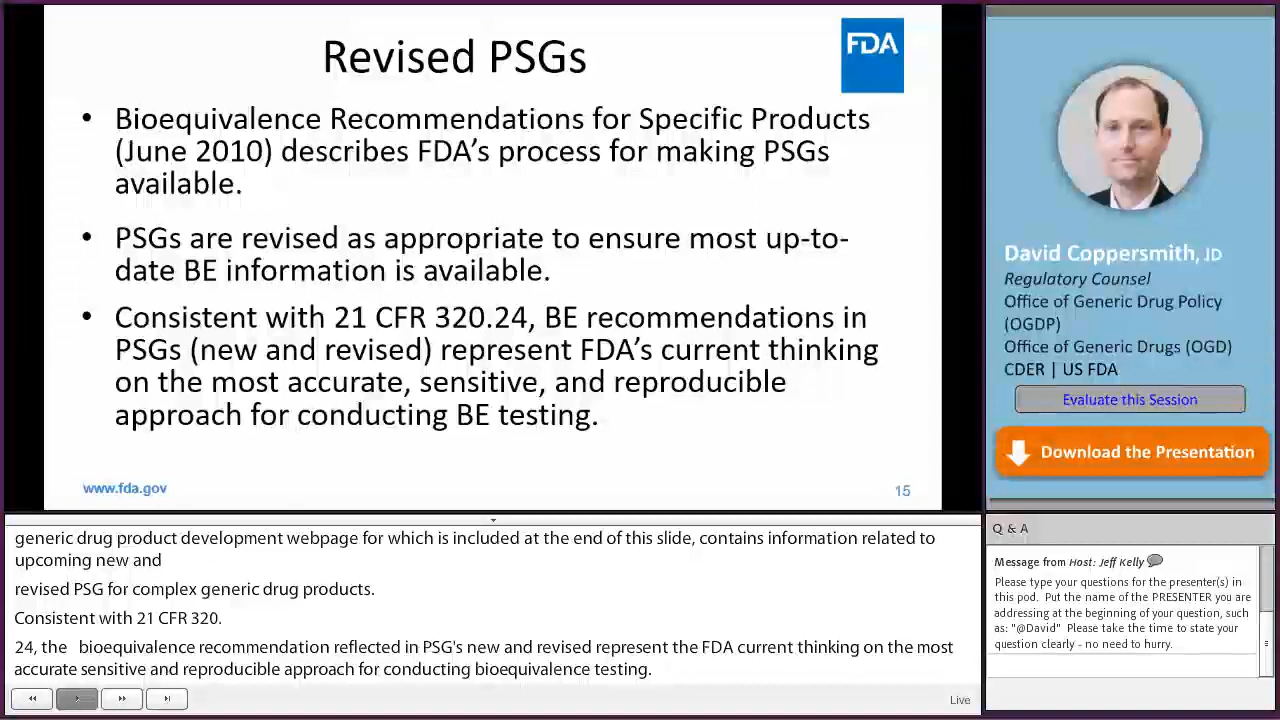 Revised PSGs
FDA
• Bioequivalence Recommendations for Specific Products
(June 2010) describes FDA's process for making PSGs
available.
• PSGs are revised as appropriate to ensure most up-to-
date BE information is available.
• Consistent with 21 CFR 320.24, BE recommendations in
PSGs (new and revised) represent FDA's current thinking
on the most accurate, sensitive, and reproducible
approach for conducting BE testing.
www.fda.gov
15
David Coppersmith, JD
Regulatory Counsel
Office of Generic Drug Policy
(OGDP)
Office of Generic Drugs (OGD)
CDER | US FDA
Evaluate this Session
Download the Presentation
generic drug product development webpage for which is included at the end of this slide, contains information related to
upcoming new and
revised PSG for complex generic drug products.
Consistent with 21 CFR 320.
24, the bioequivalence recommendation reflected in PSG's new and revised represent the FDA current thinking on the most
accurate sensitive and reproducible approach for conducting bioequivalence testing.
Live
Q & A
Message from Host: Jeff Kelly
Please type your questions for the presenter(s) in
this pod. Put the name of the PRESENTER you are
addressing at the beginning of your question, such
as: "@David" Please take the time to state your
question clearly - no need to hurry.